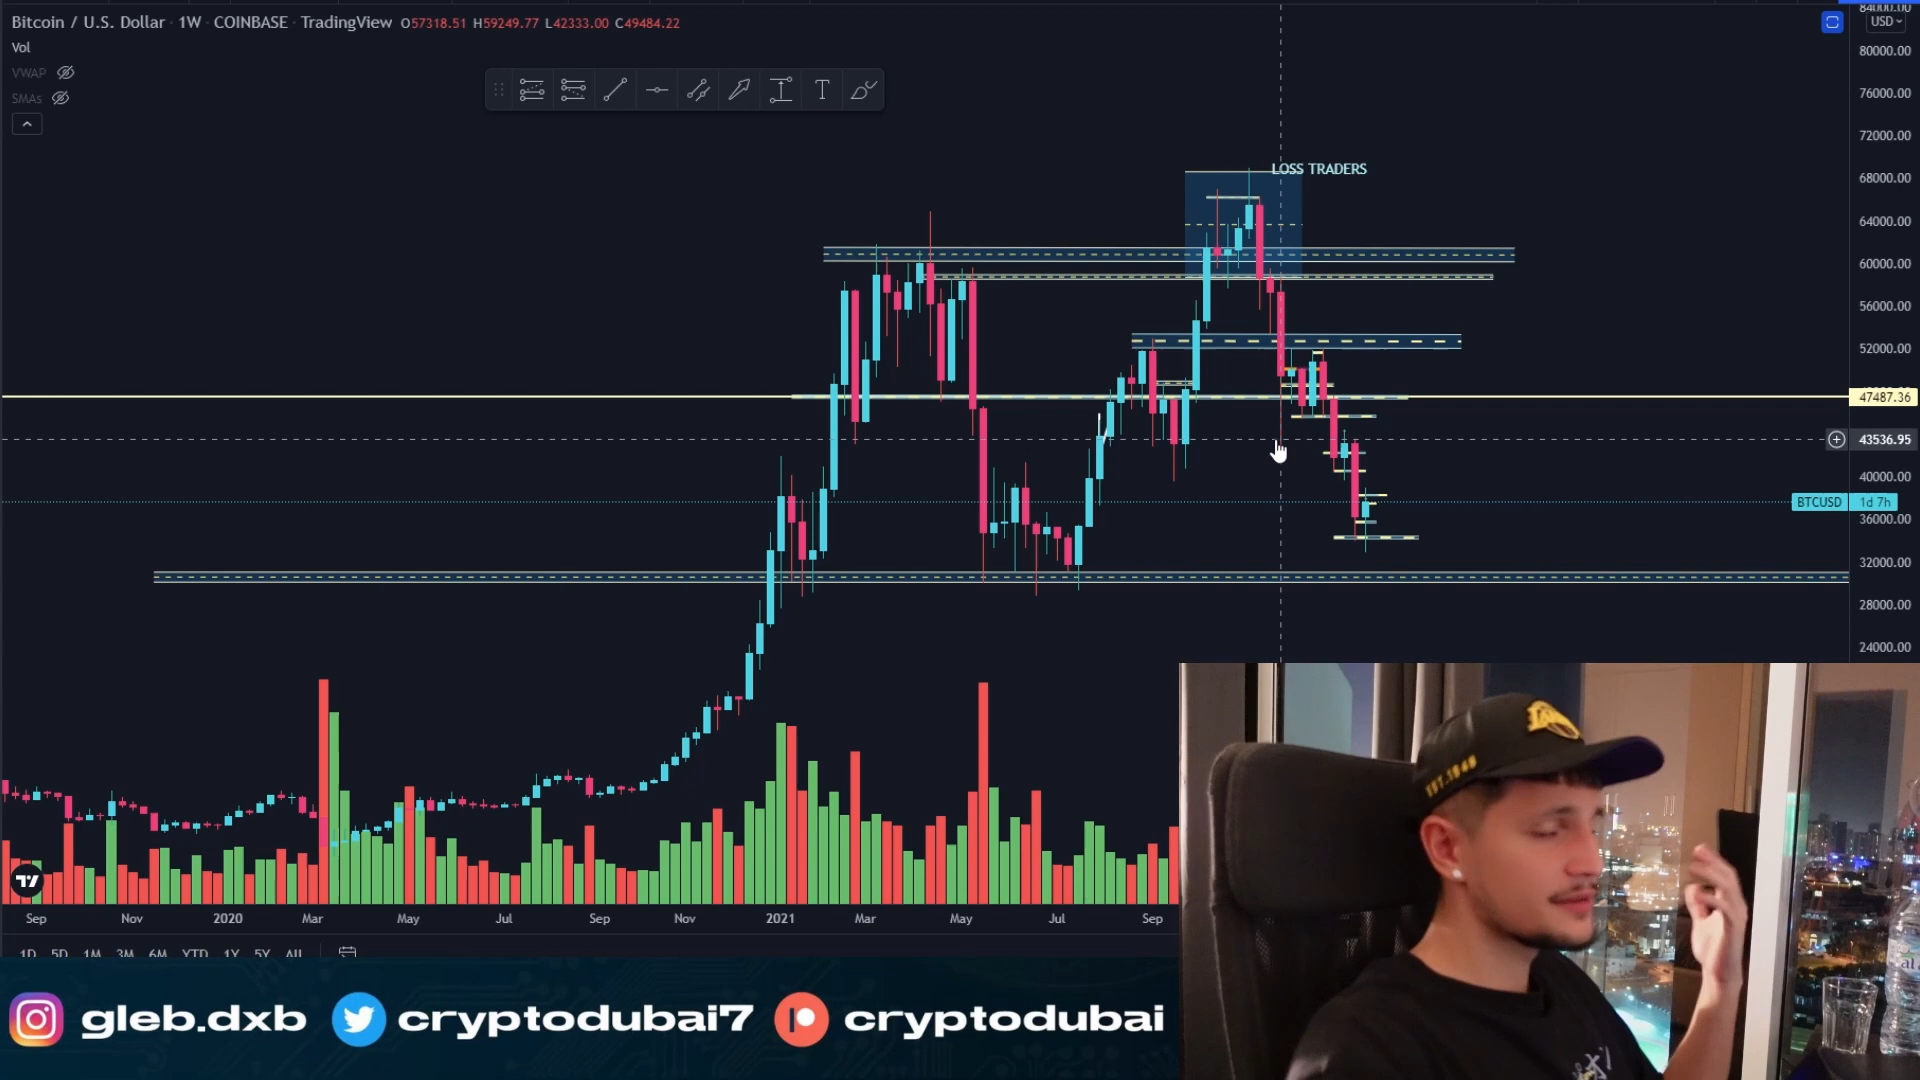 Bitcoin / U.S. Dollar · 1W · COINBASE · TradingView O57318.51 H59249.77 L42333.00 C49484.22
Vol
VWAP
SMAs
T
LOSS TRADERS
84000.00
USD
80000.00
76000.00
72000.00
68000.00
64000.00
60000.00
56000.00
52000.00
47487.36
43536.95
40000.00
BTCUSD 1d 7h
36000.00
32000.00
28000.00
24000.00
Sep Nov 2020 Mar May Jul Sep Nov 2021 Mar May Jul Sep
1D 5D 1M 3M 6M YTD 1Y 5Y All
EST.1948
gleb.dxb cryptodubai7 cryptodubai